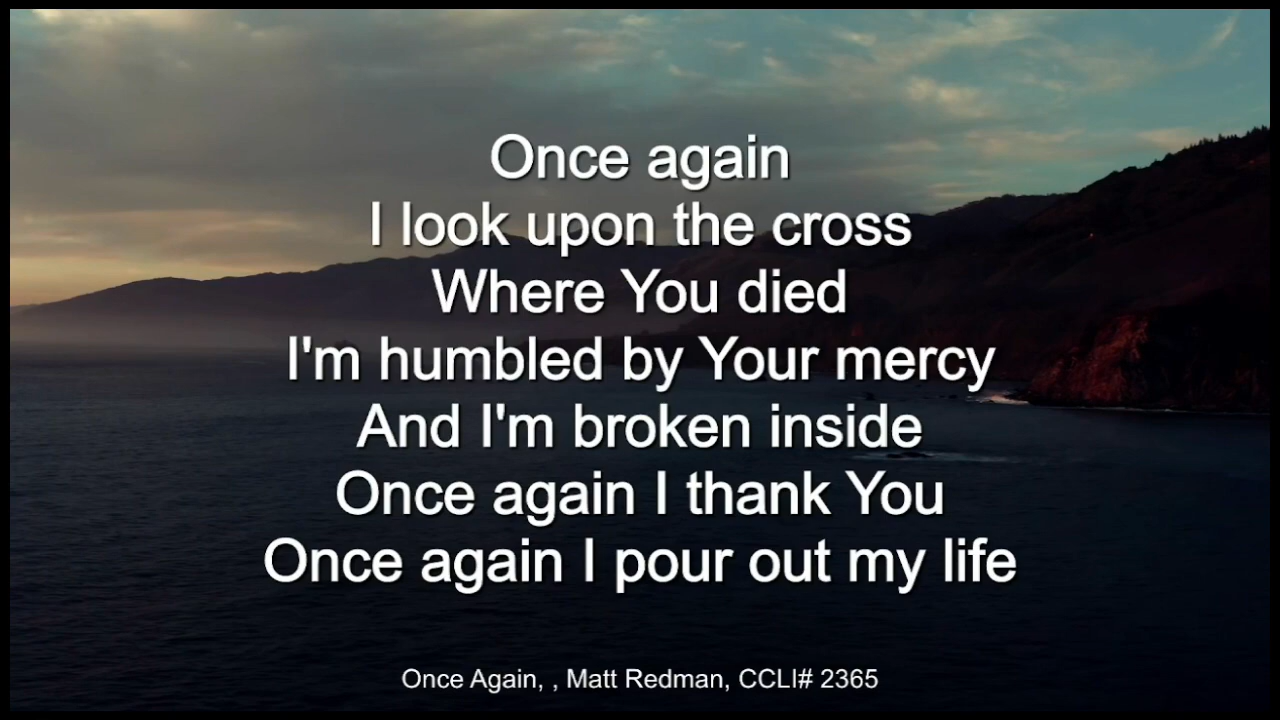 Once again
I look upon the cross
Where You died
I'm humbled by Your mercy
And I'm broken inside
Once again I thank You
Once again I pour out my life
Once Again, , Matt Redman, CCLI# 2365